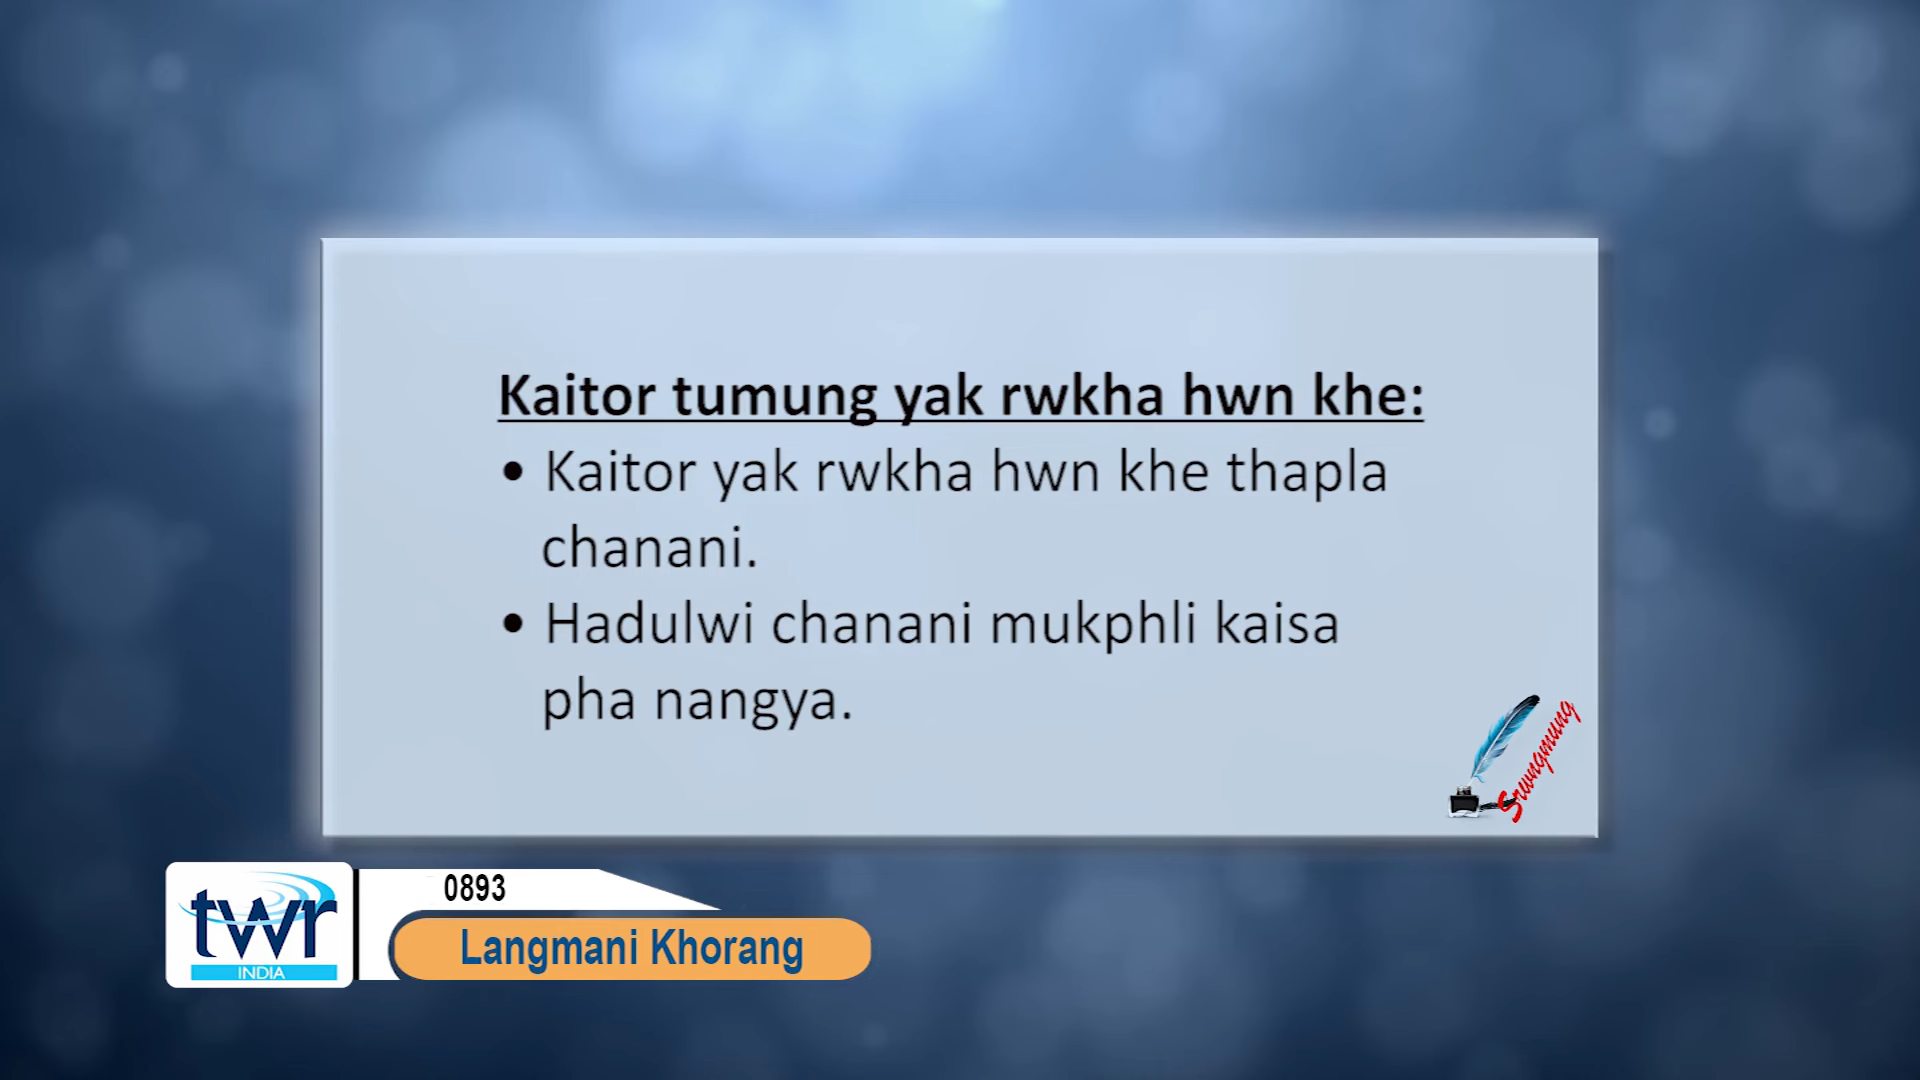 Kaitor tumung yak rwkha hwn khe:
• Kaitor yak rwkha hwn khe thapla
chanani.
• Hadulwi chanani mukphli kaisa
pha nangya.
Srwngmung
0893
twr
INDIA
Langmani Khorang